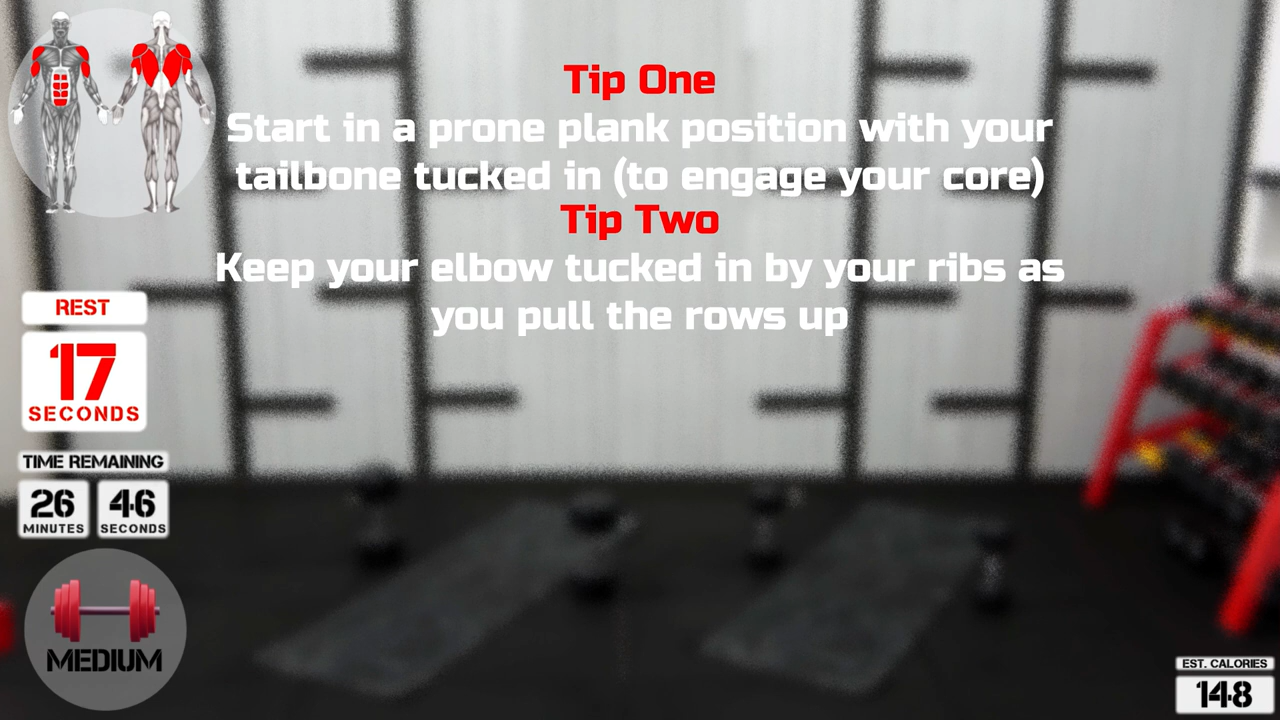 Tip One
Start in a prone plank position with your
tailbone tucked in (to engage your core)
Tip Two
Keep your elbow tucked in by your ribs as
you pull the rows up
REST
17
SECONDS
TIME REMAINING
26 46
MINUTES SECONDS
MEDIUM
EST. CALORIES
148